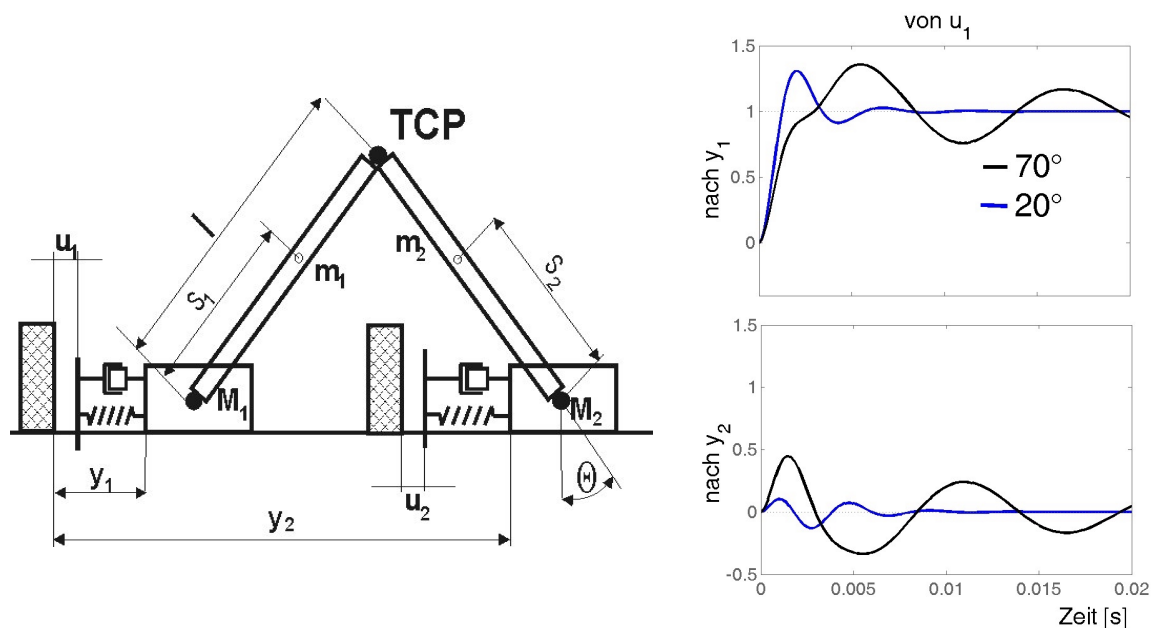 TCP
l
u1
S1
m1
m2
S2
M1
M2
y1
u2
Θ
y2
von u1
1.5
1
0.5
0
nach y1
70°
20°
1.5
1
0.5
0
-0.5
nach y2
0
0.005
0.01
0.015
0.02
Zeit [s]